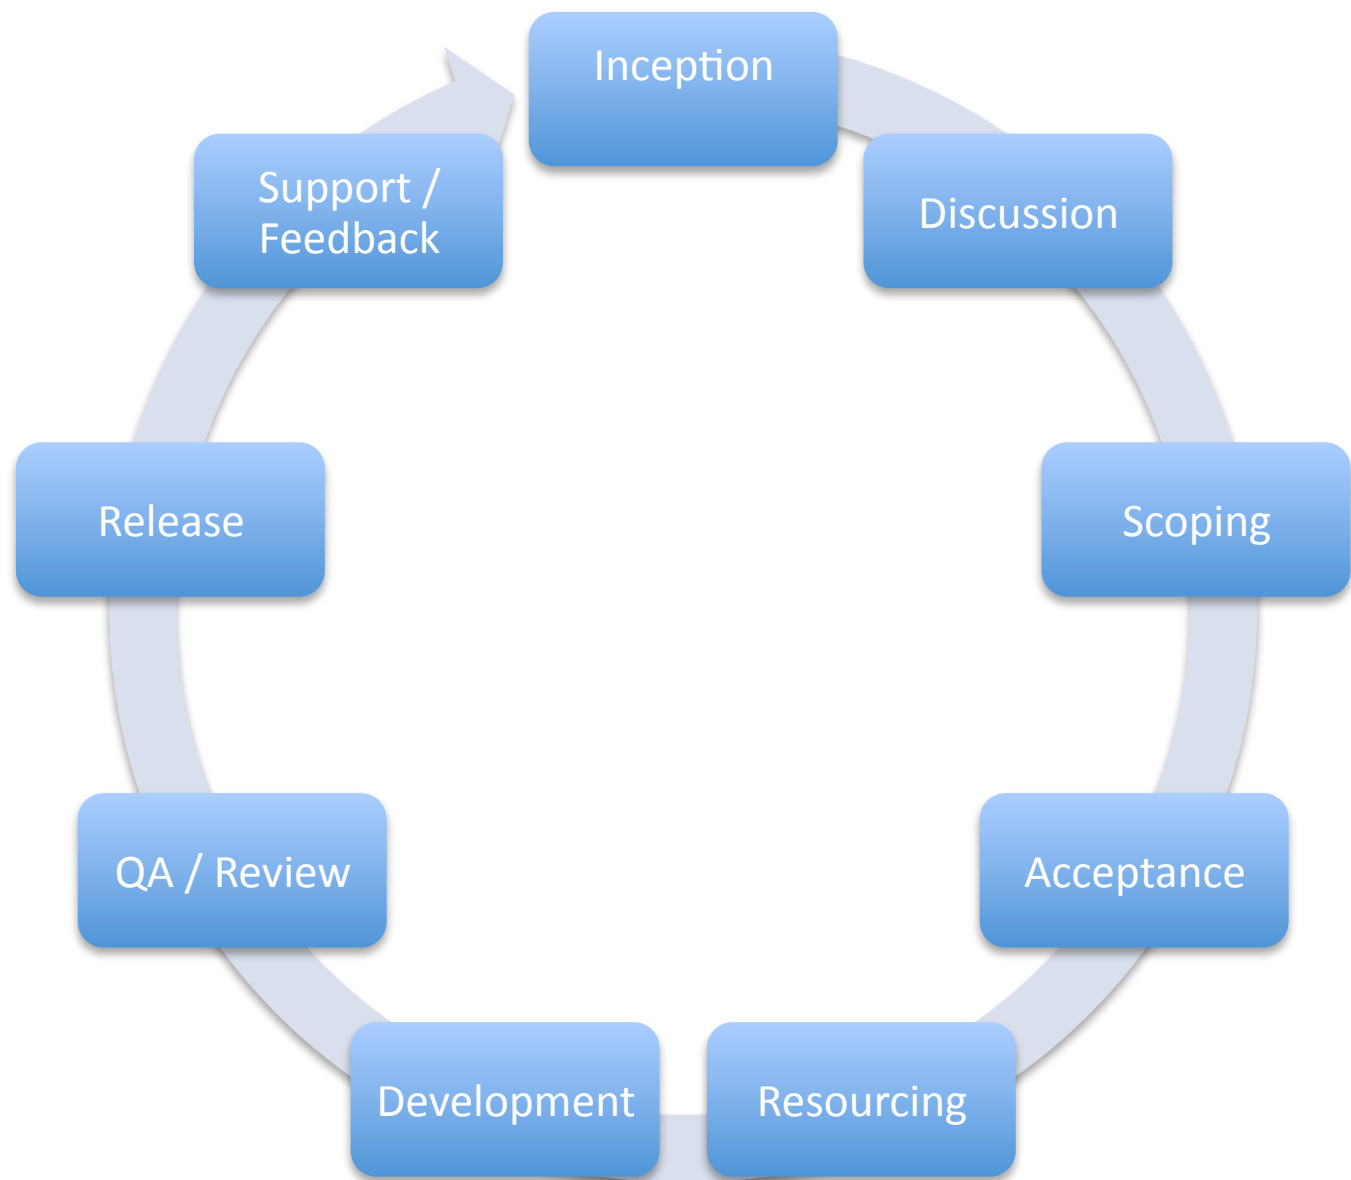 Inception
Discussion
Scoping
Acceptance
Resourcing
Development
QA / Review
Release
Support /
Feedback